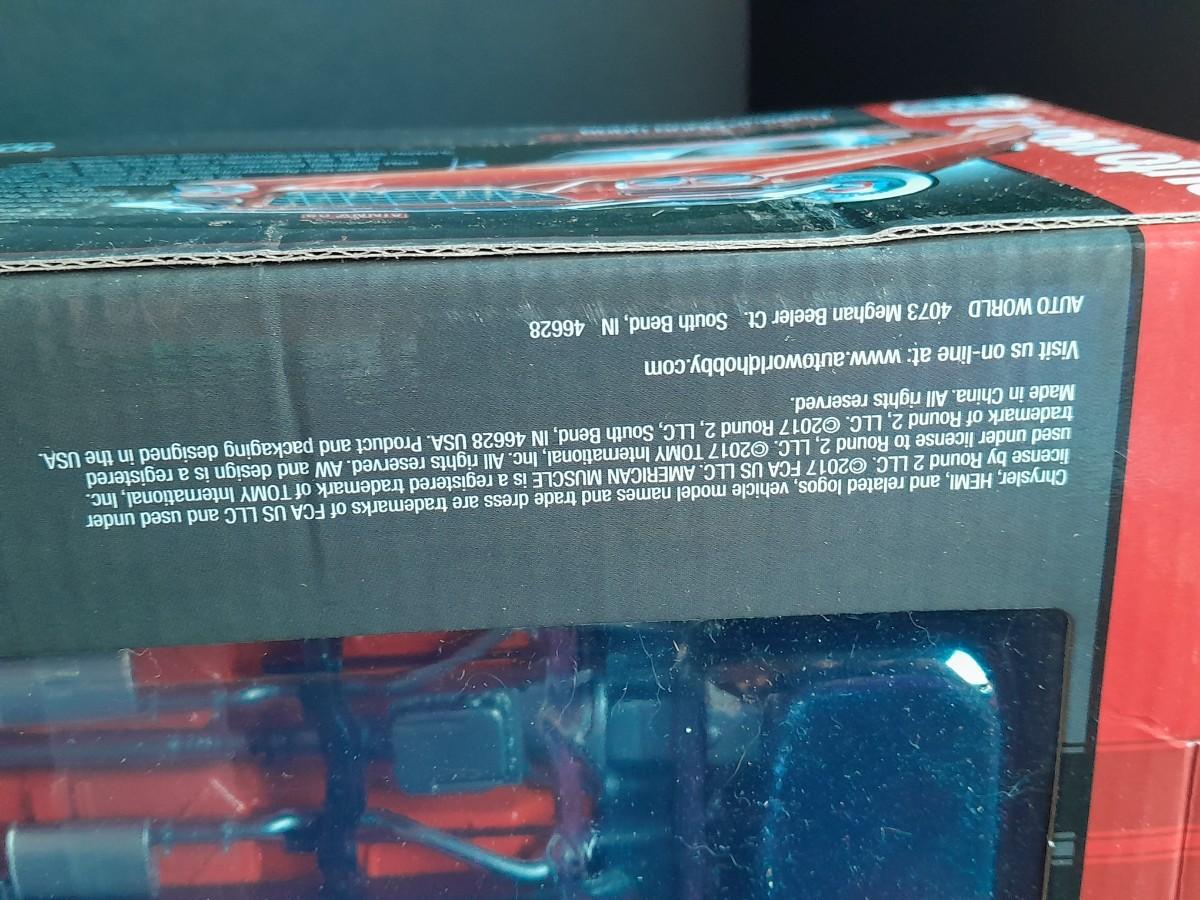 Chrysler, HEMI, and related logos, vehicle model names and trade dress are trademarks of FCA US LLC and used under
license by Round 2 LLC. ©2017 FCA US LLC. AMERICAN MUSCLE is a registered trademark of TOMY International, Inc.
used under license to Round 2, LLC. ©2017 TOMY International, Inc. All rights reserved. AW and design is a registered
trademark of Round 2, LLC. ©2017 Round 2, LLC, South Bend, IN 46628 USA. Product and packaging designed in the USA.
Made in China. All rights reserved.
Visit us on-line at: www.autoworldhobby.com
AUTO WORLD 4073 Meghan Beeler Ct. South Bend, IN 46628